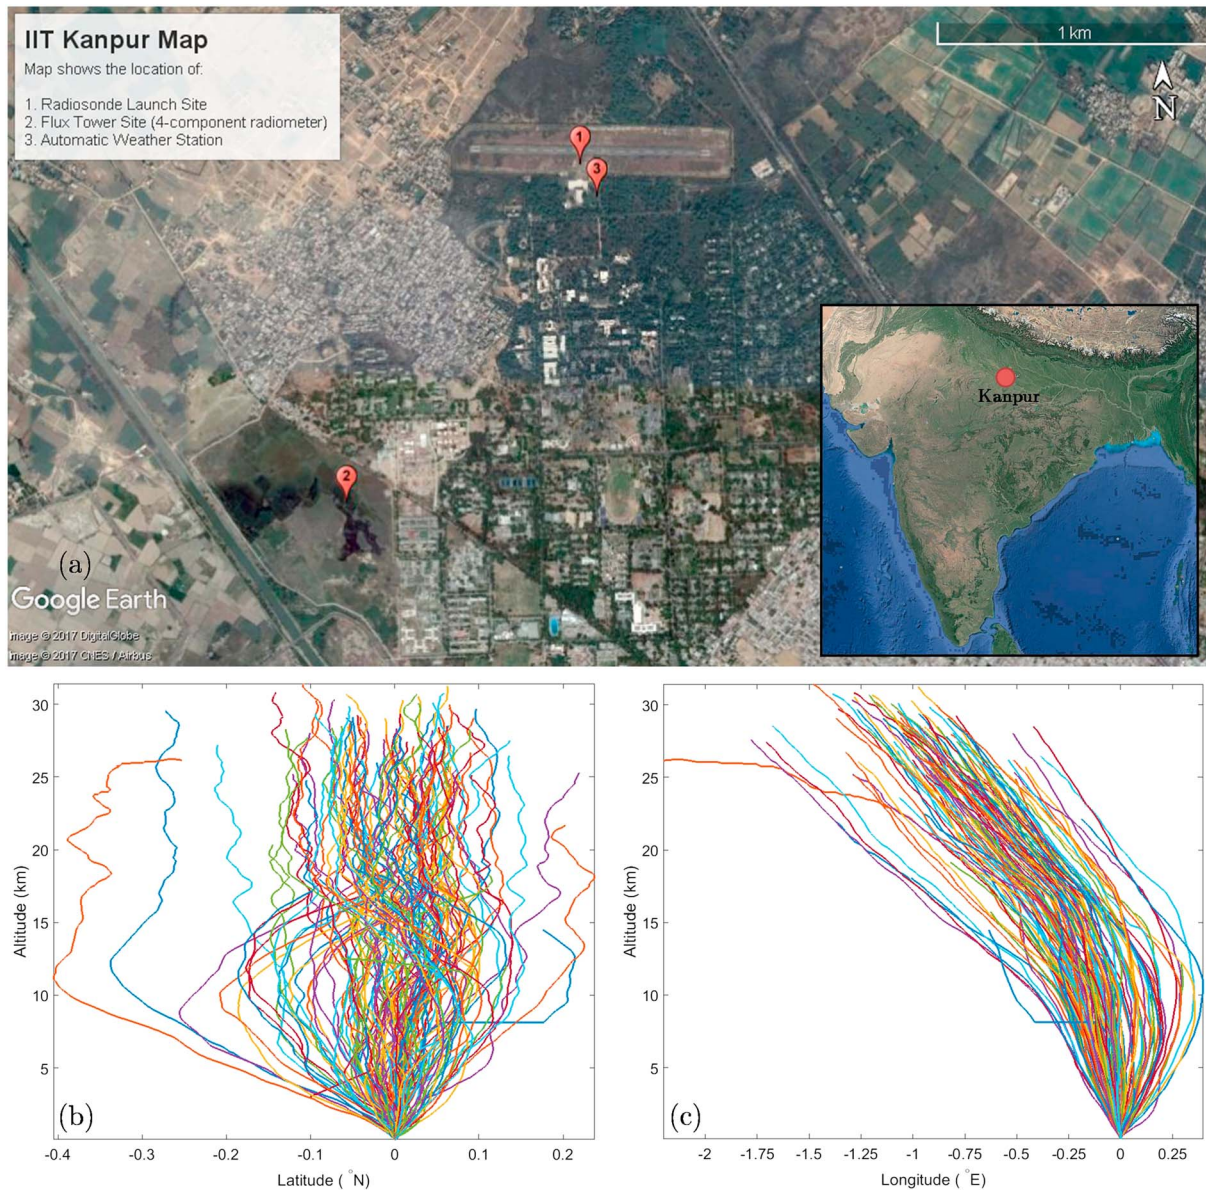 IIT Kanpur Map
Map shows the location of:
1. Radiosonde Launch Site
2. Flux Tower Site (4-component radiometer)
3. Automatic Weather Station
1 km
N
1
3
2
Kanpur
(a)
Google Earth
Image © 2017 DigitalGlobe
Image © 2017 CNES / Airbus
30
25
20
15
10
5
Altitude (km)
(b)
-0.4 -0.3 -0.2 -0.1 0 0.1 0.2
Latitude ( °N)
30
25
20
15
10
5
Altitude (km)
(c)
-2 -1.75 -1.5 -1.25 -1 -0.75 -0.5 -0.25 0 0.25
Longitude ( °E)